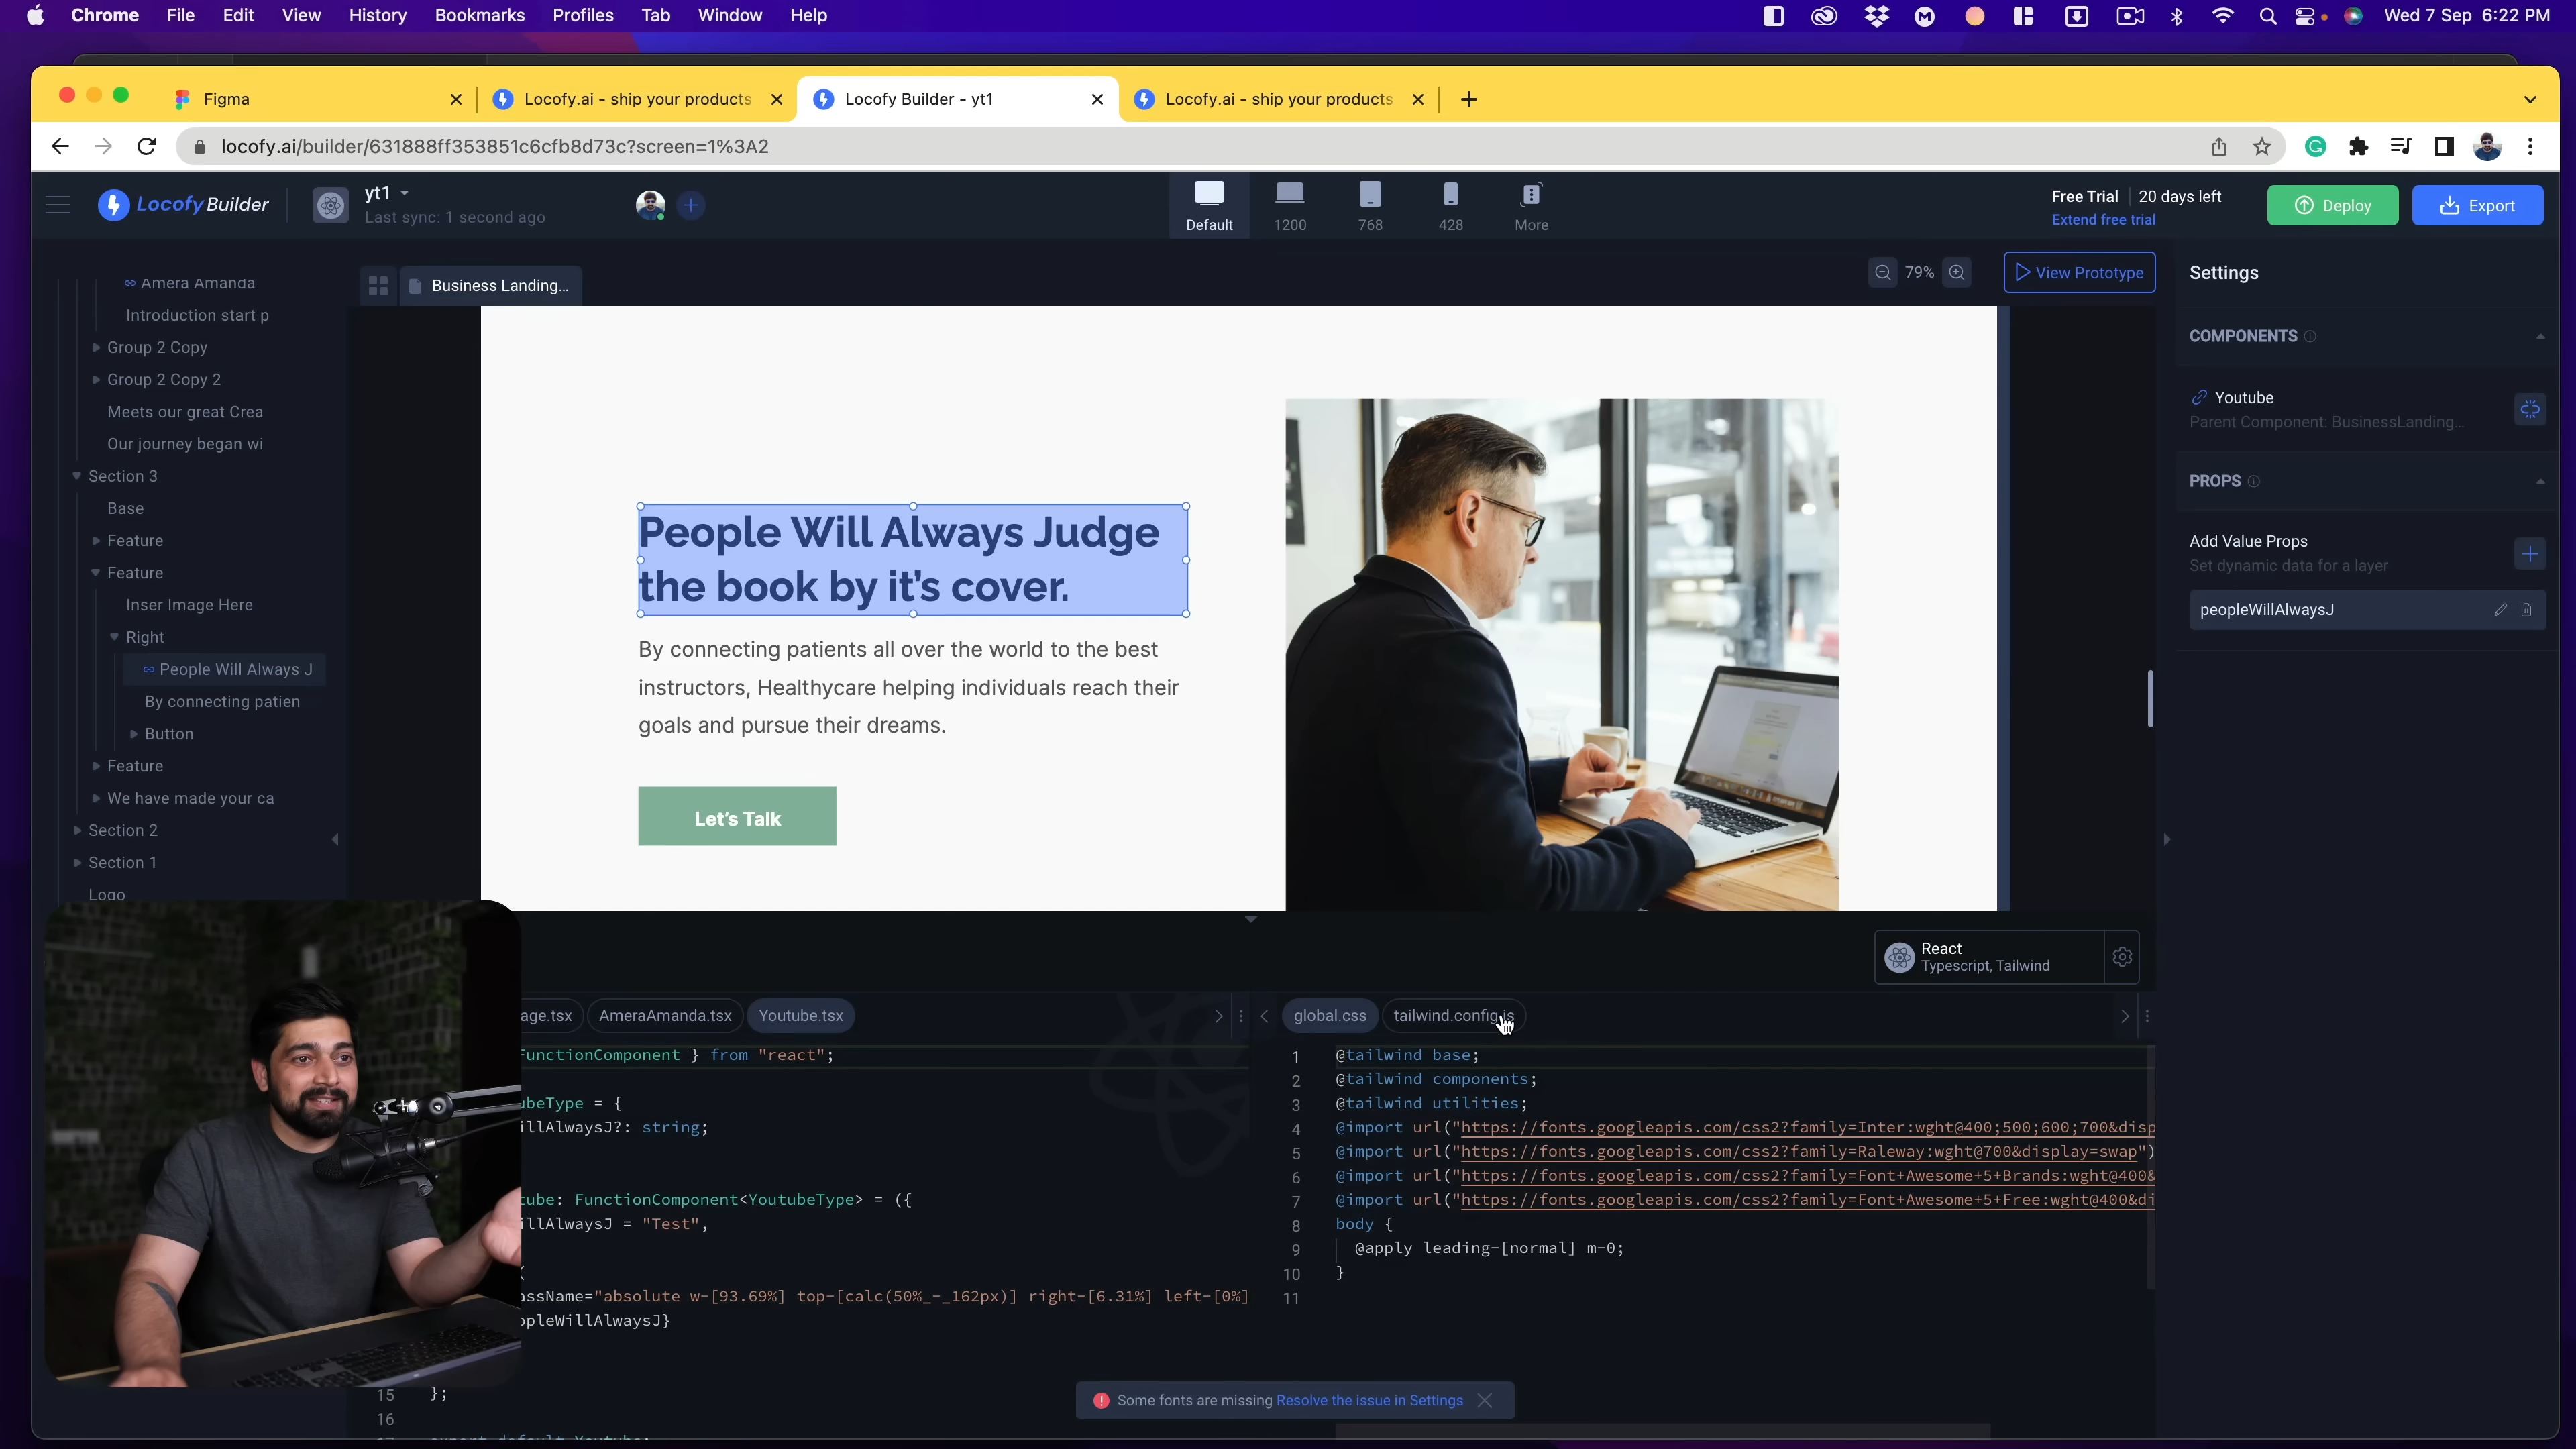 Chrome File Edit View History Bookmarks Profiles Tab Window Help
Wed 7 Sep 6:22 PM
Figma
Locofy.ai - ship your products
Locofy Builder - yt1
Locofy.ai - ship your products
locofy.ai/builder/631888ff353851c6cfb8d73c?screen=1%3A2
Locofy Builder
yt1
Last sync: 1 second ago
Default
1200
768
428
More
Free Trial 20 days left
Extend free trial
Deploy
Export
Amera Amanda
Introduction start p
Group 2 Copy
Group 2 Copy 2
Meets our great Crea
Our journey began wi
Section 3
Base
Feature
Feature
Inser Image Here
Right
People Will Always J
By connecting patien
Button
Feature
We have made your ca
Section 2
Section 1
Logo
Business Landing...
79%
View Prototype
People Will Always Judge
the book by it’s cover.
By connecting patients all over the world to the best
instructors, Healthycare helping individuals reach their
goals and pursue their dreams.
Let’s Talk
Settings
COMPONENTS
Youtube
Parent Component: BusinessLanding...
PROPS
Add Value Props
Set dynamic data for a layer
peopleWillAlwaysJ
React
Typescript, Tailwind
age.tsx
AmeraAmanda.tsx
Youtube.tsx
FunctionComponent } from "react";
ubeType = {
illAlwaysJ?: string;
tube: FunctionComponent<YoutubeType> = ({
illAlwaysJ = "Test",
(
assName="absolute w-[93.69%] top-[calc(50%_-_162px)] right-[6.31%] left-[0%]
opleWillAlwaysJ}
15 };
16
global.css
tailwind.config.js
1 @tailwind base;
2 @tailwind components;
3 @tailwind utilities;
4 @import url("https://fonts.googleapis.com/css2?family=Inter:wght@400;500;600;700&disp
5 @import url("https://fonts.googleapis.com/css2?family=Raleway:wght@700&display=swap")
6 @import url("https://fonts.googleapis.com/css2?family=Font+Awesome+5+Brands:wght@400&
7 @import url("https://fonts.googleapis.com/css2?family=Font+Awesome+5+Free:wght@400&di
8 body {
9 @apply leading-[normal] m-0;
10 }
11
Some fonts are missing Resolve the issue in Settings